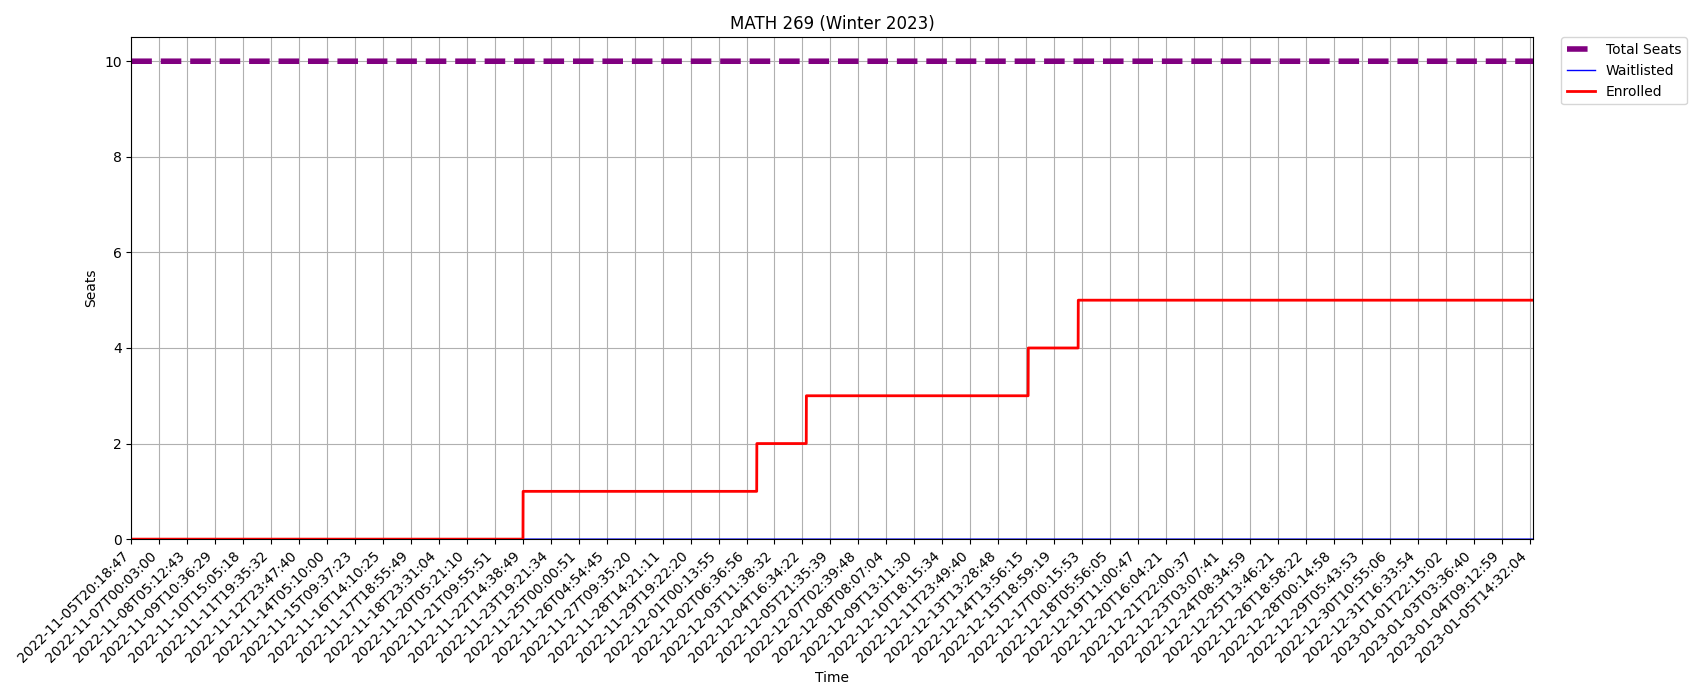 MATH 269 (Winter 2023)
Total Seats
Waitlisted
Enrolled
10
8
6
4
2
0
Seats
2022-11-05T20:18:47
2022-11-07T00:03:00
2022-11-08T05:12:43
2022-11-09T10:36:29
2022-11-10T15:05:18
2022-11-11T19:35:32
2022-11-12T23:47:40
2022-11-14T05:10:00
2022-11-15T09:37:23
2022-11-16T14:10:25
2022-11-17T18:55:49
2022-11-18T23:31:04
2022-11-20T05:21:10
2022-11-21T09:55:51
2022-11-22T14:38:49
2022-11-23T19:21:34
2022-11-25T00:00:51
2022-11-26T04:54:45
2022-11-27T09:35:20
2022-11-28T14:21:11
2022-11-29T19:22:20
2022-12-01T00:13:55
2022-12-02T06:36:56
2022-12-03T11:38:32
2022-12-04T16:34:22
2022-12-05T21:35:39
2022-12-07T02:39:48
2022-12-08T08:07:04
2022-12-09T13:11:30
2022-12-10T18:15:34
2022-12-11T23:49:40
2022-12-13T13:28:48
2022-12-14T13:56:15
2022-12-15T18:59:19
2022-12-17T00:15:53
2022-12-18T05:56:05
2022-12-19T11:00:47
2022-12-20T16:04:21
2022-12-21T22:00:37
2022-12-23T03:07:41
2022-12-24T08:34:59
2022-12-25T13:46:21
2022-12-26T18:58:22
2022-12-28T00:14:58
2022-12-29T05:43:53
2022-12-30T10:55:06
2022-12-31T16:33:54
2023-01-01T22:15:02
2023-01-03T03:36:40
2023-01-04T09:12:59
2023-01-05T14:32:04
Time